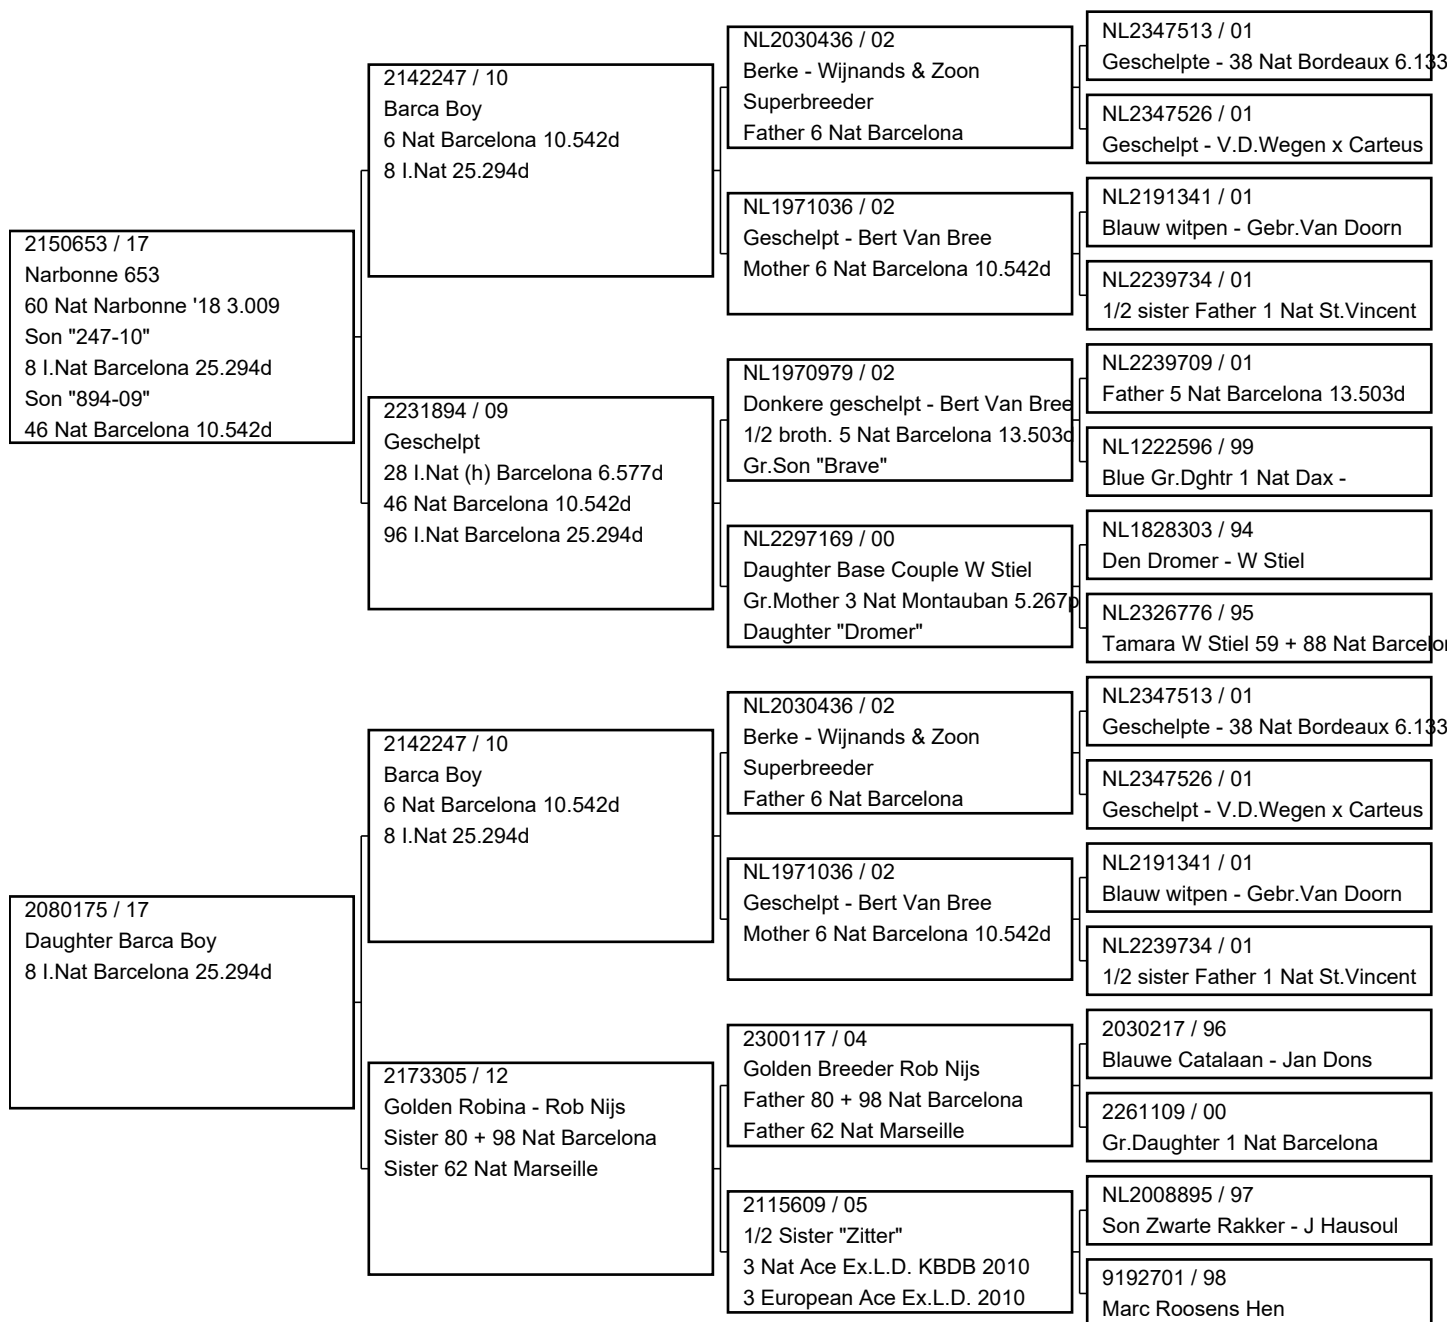 2150653 / 17
Narbonne 653
60 Nat Narbonne '18 3.009
Son "247-10"
8 I.Nat Barcelona 25.294d
Son "894-09"
46 Nat Barcelona 10.542d
2142247 / 10
Barca Boy
6 Nat Barcelona 10.542d
8 I.Nat 25.294d
2231894 / 09
Geschelpt
28 I.Nat (h) Barcelona 6.577d
46 Nat Barcelona 10.542d
96 I.Nat Barcelona 25.294d
NL2030436 / 02
Berke - Wijnands & Zoon
Superbreeder
Father 6 Nat Barcelona
NL1971036 / 02
Geschelpt - Bert Van Bree
Mother 6 Nat Barcelona 10.542d
NL1970979 / 02
Donkere geschelpt - Bert Van Bree
1/2 broth. 5 Nat Barcelona 13.503d
Gr.Son "Brave"
NL2297169 / 00
Daughter Base Couple W Stiel
Gr.Mother 3 Nat Montauban 5.267p
Daughter "Dromer"
NL2347513 / 01
Geschelpte - 38 Nat Bordeaux 6.133
NL2347526 / 01
Geschelpt - V.D.Wegen x Carteus
NL2191341 / 01
Blauw witpen - Gebr.Van Doorn
NL2239734 / 01
1/2 sister Father 1 Nat St.Vincent
NL2239709 / 01
Father 5 Nat Barcelona 13.503d
NL1222596 / 99
Blue Gr.Dghtr 1 Nat Dax -
NL1828303 / 94
Den Dromer - W Stiel
NL2326776 / 95
Tamara W Stiel 59 + 88 Nat
2080175 / 17
Daughter Barca Boy
8 I.Nat Barcelona 25.294d
2142247 / 10
Barca Boy
6 Nat Barcelona 10.542d
8 I.Nat 25.294d
2173305 / 12
Golden Robina - Rob Nijs
Sister 80 + 98 Nat Barcelona
Sister 62 Nat Marseille
NL2030436 / 02
Berke - Wijnands & Zoon
Superbreeder
Father 6 Nat Barcelona
NL1971036 / 02
Geschelpt - Bert Van Bree
Mother 6 Nat Barcelona 10.542d
2300117 / 04
Golden Breeder Rob Nijs
Father 80 + 98 Nat Barcelona
Father 62 Nat Marseille
2115609 / 05
1/2 Sister "Zitter"
3 Nat Ace Ex.L.D. KBDB 2010
3 European Ace Ex.L.D. 2010
NL2347513 / 01
Geschelpte - 38 Nat Bordeaux 6.133
NL2347526 / 01
Geschelpt - V.D.Wegen x Carteus
NL2191341 / 01
Blauw witpen - Gebr.Van Doorn
NL2239734 / 01
1/2 sister Father 1 Nat St.Vincent
2030217 / 96
Blauwe Catalaan - Jan Dons
2261109 / 00
Gr.Daughter 1 Nat Barcelona
NL2008895 / 97
Son Zwarte Rakker - J Hausoul
9192701 / 98
Marc Roosens Hen